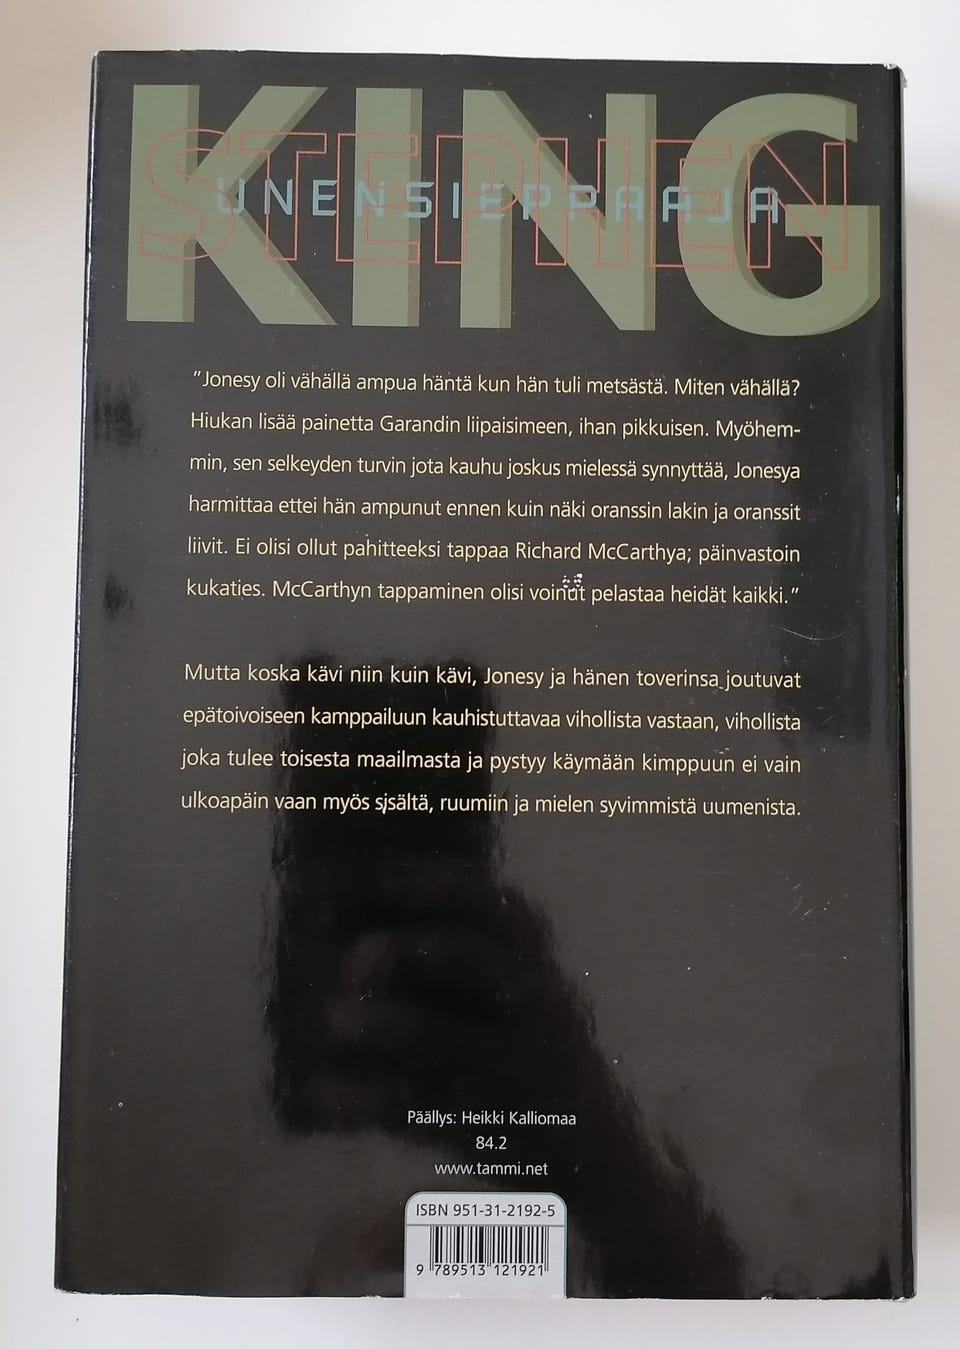 KING
STEPHEN
UNENSIEPPAAJA
"Jonesy oli vähällä ampua häntä kun hän tuli metsästä. Miten vähällä?
Hiukan lisää painetta Garandin liipaisimeen, ihan pikkuisen. Myöhem-
min, sen selkeyden turvin jota kauhu joskus mielessä synnyttää, Jonesya
harmittaa ettei hän ampunut ennen kuin näki oranssin lakin ja oranssit
liivit. Ei olisi ollut pahitteeksi tappaa Richard McCarthya; päinvastoin
kukaties. McCarthyn tappaminen olisi voinut pelastaa heidät kaikki."
Mutta koska kävi niin kuin kävi, Jonesy ja hänen toverinsa joutuvat
epätoivoiseen kamppailuun kauhistuttavaa vihollista vastaan, vihollista
joka tulee toisesta maailmasta ja pystyy käymään kimppuun ei vain
ulkoapäin vaan myös sisältä, ruumiin ja mielen syvimmistä uumenista.
Päällys: Heikki Kalliomaa
84.2
www.tammi.net
ISBN 951-31-2192-5
9 789513 121921